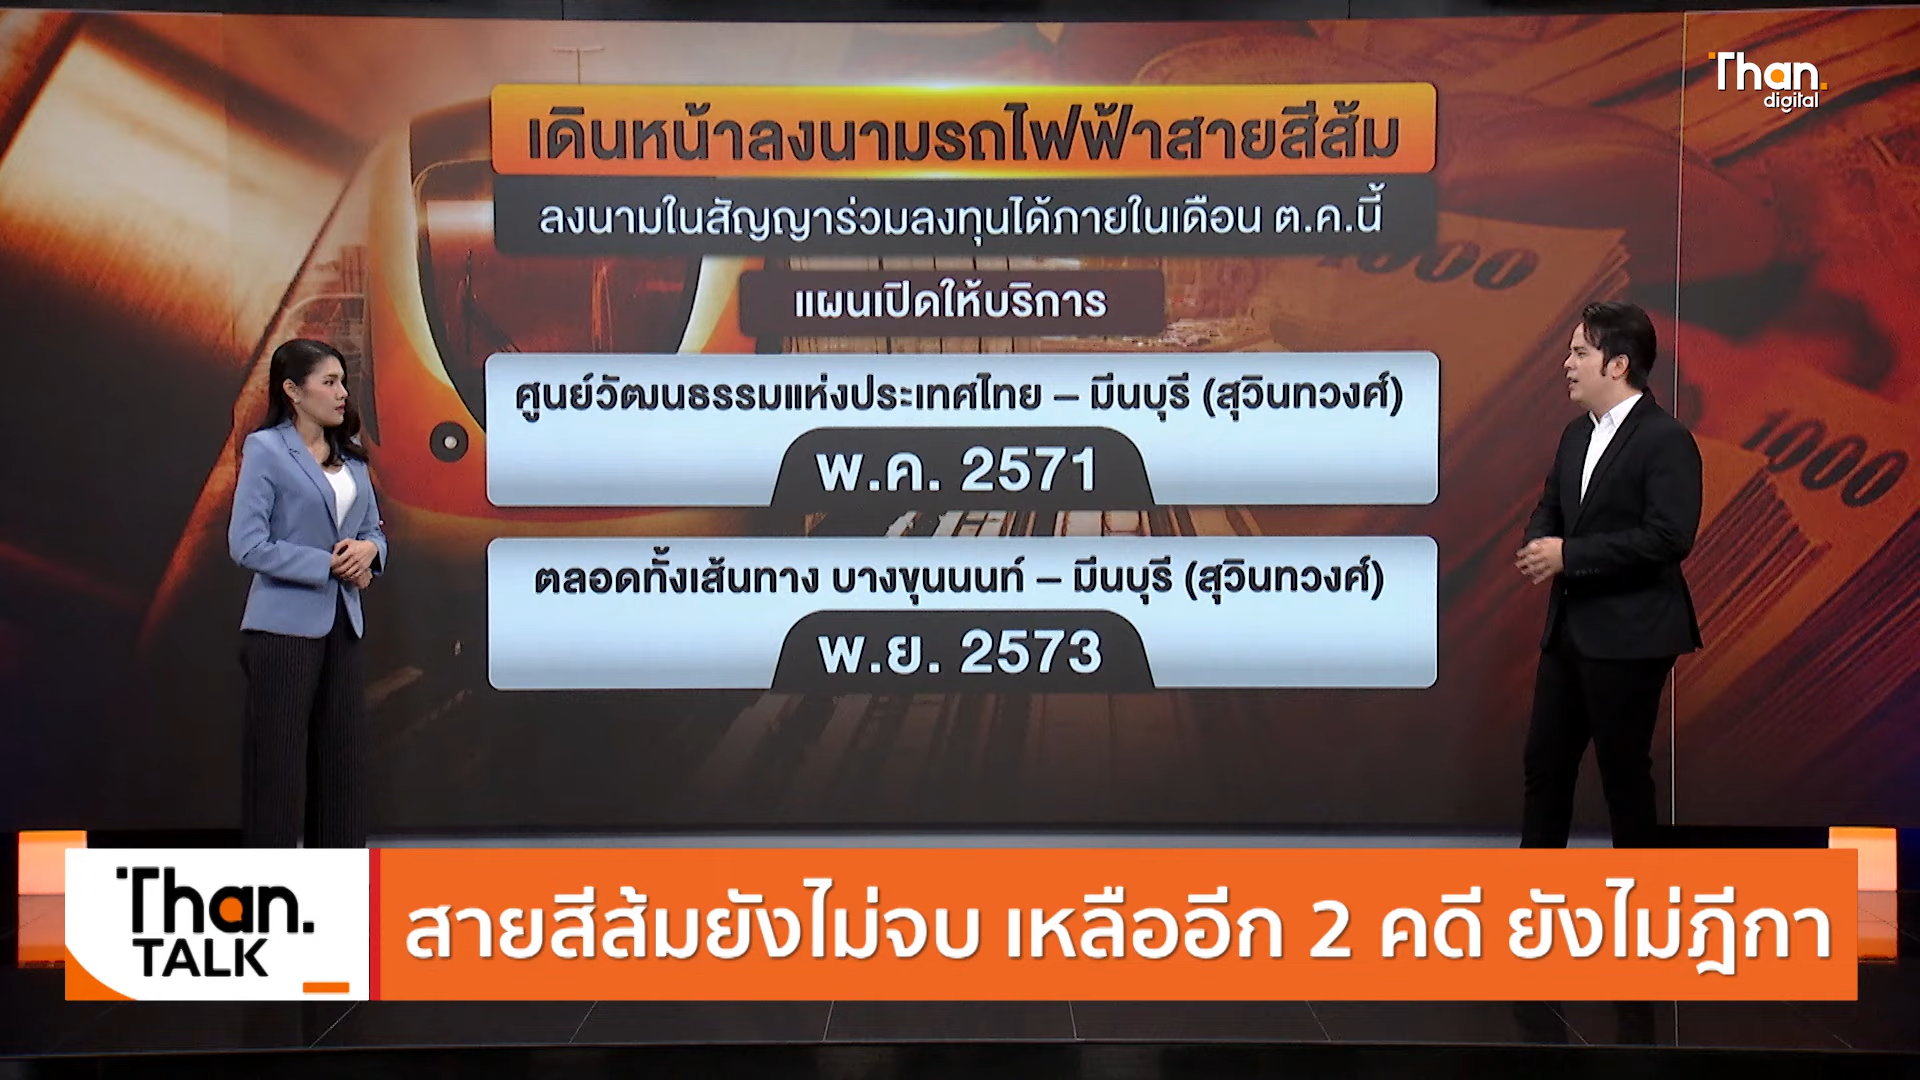 Than.
digital
เดินหน้าลงนามรถไฟฟ้าสายสีส้ม
ลงนามในสัญญาร่วมลงทุนได้ภายในเดือน ต.ค.นี้
แผนเปิดให้บริการ
1000
ศูนย์วัฒนธรรมแห่งประเทศไทย – มีนบุรี (สุวินทวงศ์)
พ.ค. 2571
1000
ตลอดทั้งเส้นทาง บางขุนนนท์ – มีนบุรี (สุวินทวงศ์)
พ.ย. 2573
Than.
TALK
สายสีส้มยังไม่จบ เหลืออีก 2 คดี ยังไม่ฎีกา